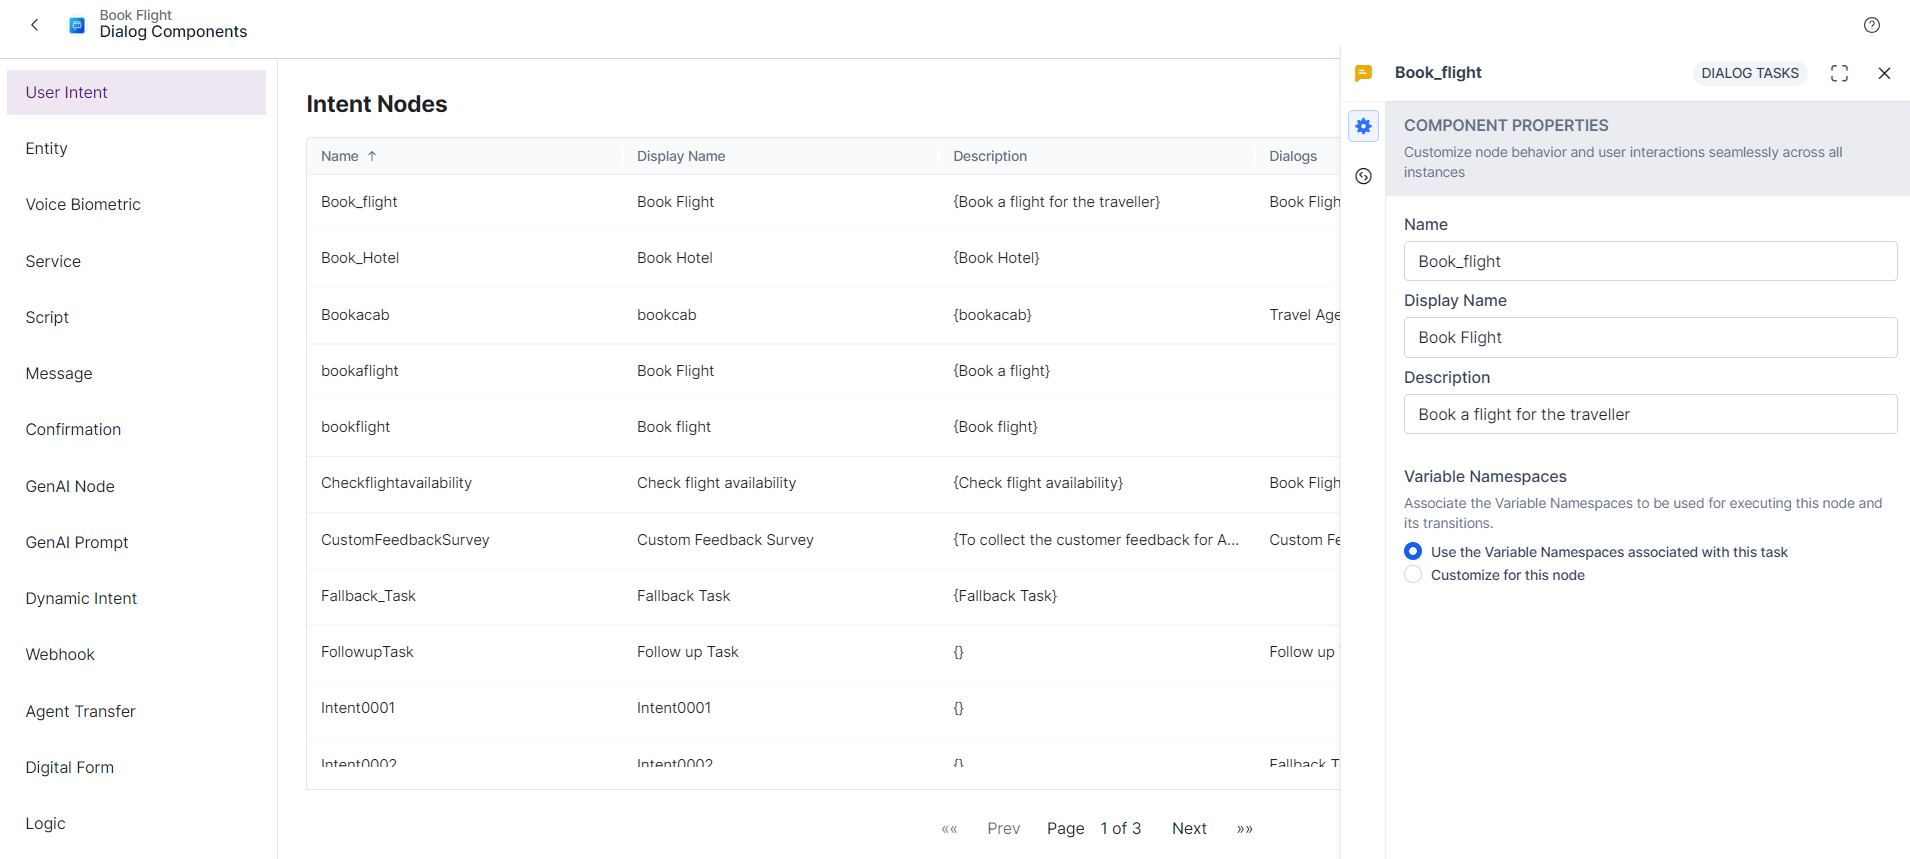 Book Flight
Dialog Components
User Intent
Entity
Voice Biometric
Service
Script
Message
Confirmation
GenAI Node
GenAI Prompt
Dynamic Intent
Webhook
Agent Transfer
Digital Form
Logic
Intent Nodes
Name ↑ Display Name Description Dialogs
Book_flight Book Flight {Book a flight for the traveller} Book Fligh
Book_Hotel Book Hotel {Book Hotel}
Bookacab bookcab {bookacab} Travel Age
bookaflight Book Flight {Book a flight}
bookflight Book flight {Book flight}
Checkflightavailability Check flight availability {Check flight availability} Book Fligh
CustomFeedbackSurvey Custom Feedback Survey {To collect the customer feedback for A... Custom Fe
Fallback_Task Fallback Task {Fallback Task}
FollowupTask Follow up Task {} Follow up
Intent0001 Intent0001 {}
Intent0002 Intent0002 {} Fallback T
«« Prev Page 1 of 3 Next »»
Book_flight DIALOG TASKS
COMPONENT PROPERTIES
Customize node behavior and user interactions seamlessly across all
instances
Name
Book_flight
Display Name
Book Flight
Description
Book a flight for the traveller
Variable Namespaces
Associate the Variable Namespaces to be used for executing this node and
its transitions.
Use the Variable Namespaces associated with this task
Customize for this node